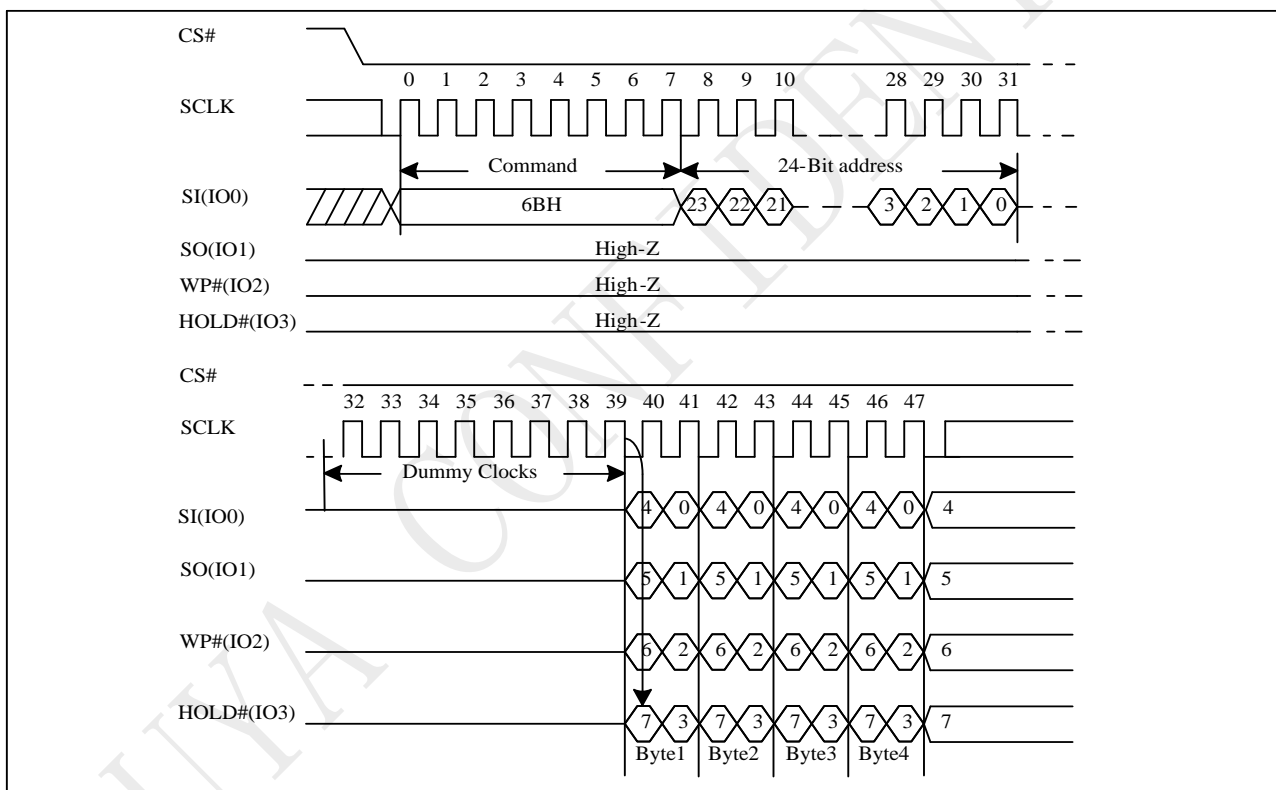 CS#
0 1 2 3 4 5 6 7 8 9 10 28 29 30 31
SCLK
Command 24-Bit address
SI(IO0) 6BH 23 22 21 3 2 1 0
SO(IO1) High-Z
WP#(IO2) High-Z
HOLD#(IO3) High-Z
CS#
32 33 34 35 36 37 38 39 40 41 42 43 44 45 46 47
SCLK
Dummy Clocks
SI(IO0) 4 0 4 0 4 0 4 0 4
SO(IO1) 5 1 5 1 5 1 5 1 5
WP#(IO2) 6 2 6 2 6 2 6 2 6
HOLD#(IO3) 7 3 7 3 7 3 7 3 7
Byte1 Byte2 Byte3 Byte4
UYA CONFIDENT